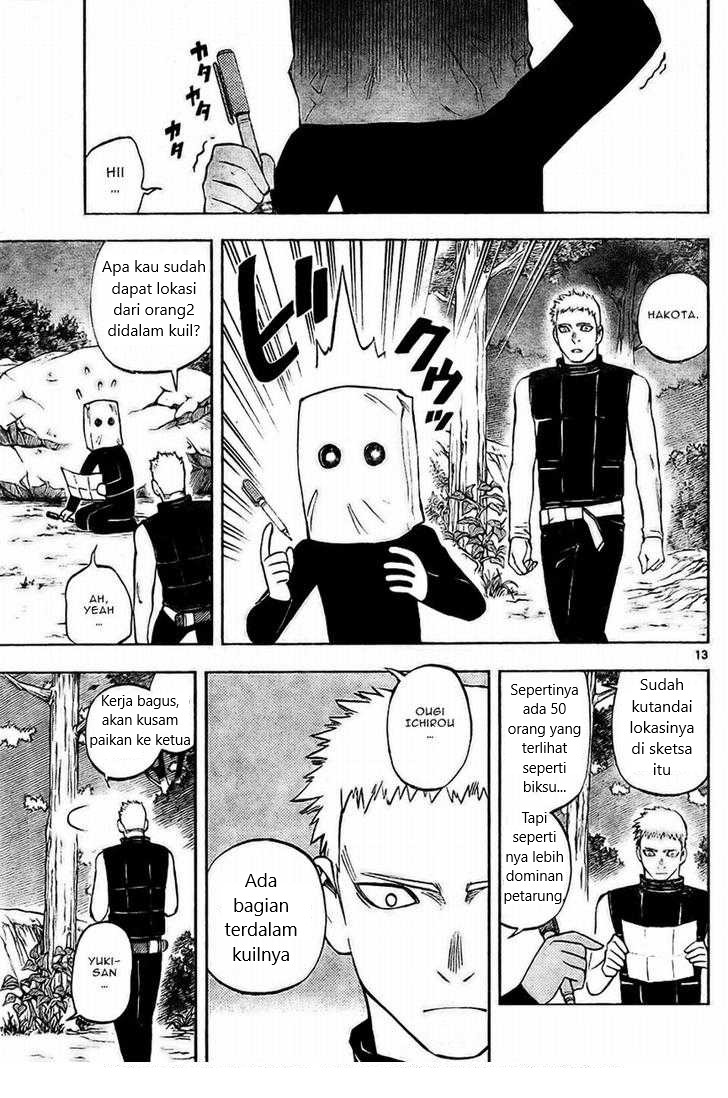 カタ
カタ
カタ
HII
...
HAKOTA.
ビ
クゥッ
Apa kau sudah
dapat lokasi
dari orang2
didalam kuil?
AH,
YEAH
...
13
Sudah
kutandai
lokasinya
di sketsa
itu
Sepertinya
ada 50
orang yang
terlihat
seperti
biksu...
Tapi
seperti
nya lebih
dominan
petarung,
OUGI
ICHIROU
...
Ada
bagian
terdalam
kuilnya
Kerja bagus,
akan kusam
paikan ke ketua
YUKI-
SAN
...